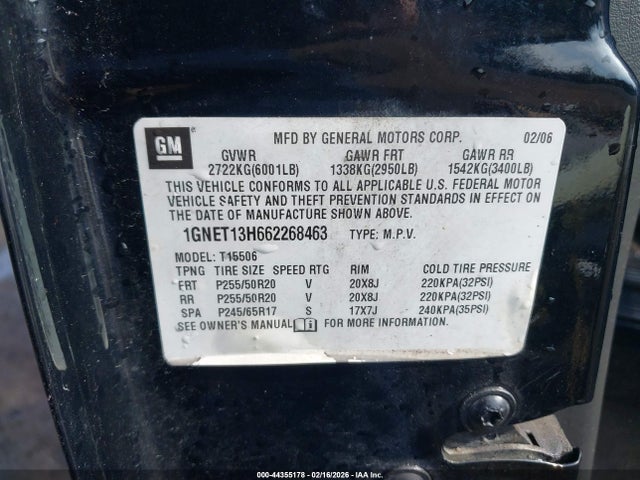 GM
MFD BY GENERAL MOTORS CORP. 02/06
GVWR GAWR FRT GAWR RR
2722KG(6001LB) 1338KG(2950LB) 1542KG(3400LB)
THIS VEHICLE CONFORMS TO ALL APPLICABLE U.S. FEDERAL MOTOR
VEHICLE SAFETY AND THEFT PREVENTION STANDARDS IN EFFECT ON
THE DATE OF MANUFACTURE SHOWN ABOVE.
1GNET13H662268463 TYPE: M.P.V.
MODEL: T15506
TPNG TIRE SIZE SPEED RTG RIM COLD TIRE PRESSURE
FRT P255/50R20 V 20X8J 220KPA(32PSI)
RR P255/50R20 V 20X8J 220KPA(32PSI)
SPA P245/65R17 S 17X7J 240KPA(35PSI)
SEE OWNER'S MANUAL FOR MORE INFORMATION.
000-44355178 - 02/16/2026 - IAA Inc.